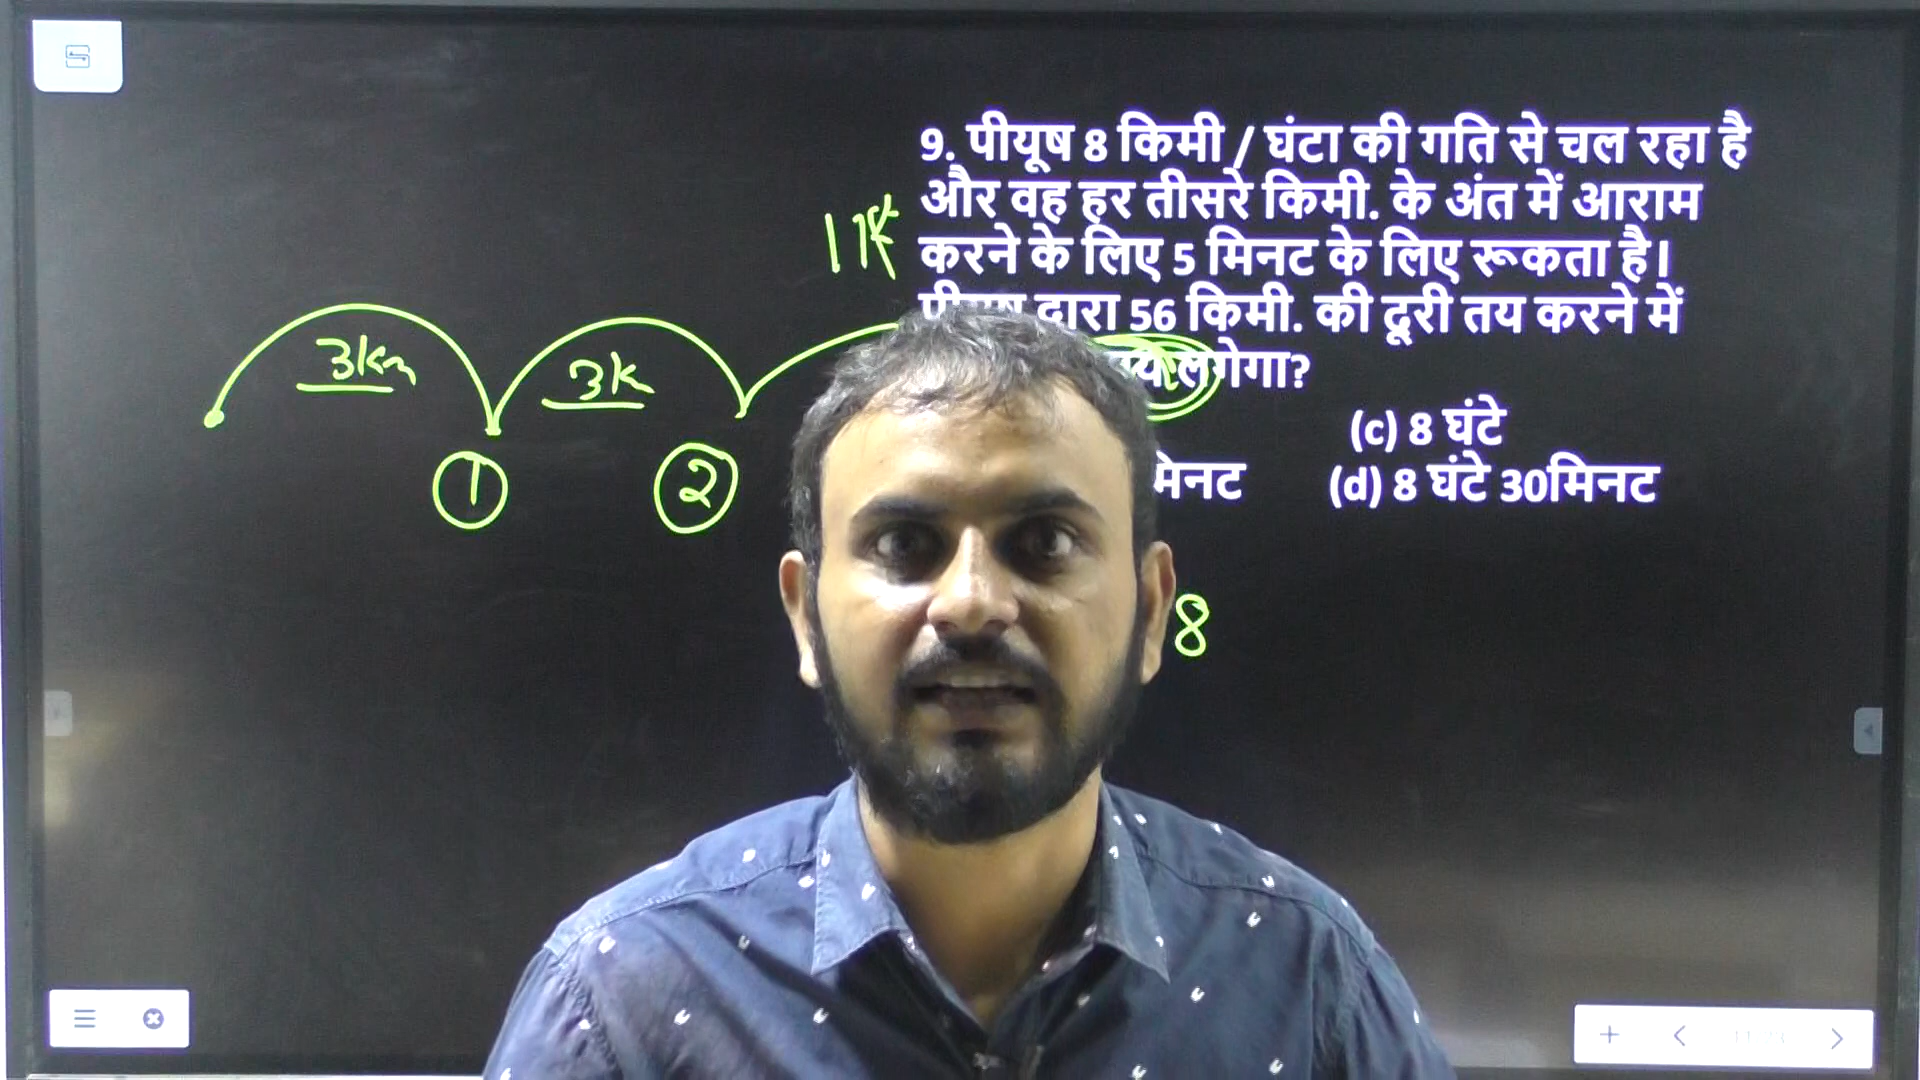 9. पीयूष 8 किमी / घंटा की गति से चल रहा है
और वह हर तीसरे किमी. के अंत में आराम
करने के लिए 5 मिनट के लिए रूकता है।
द्वारा 56 किमी. की दूरी तय करने में
लगेगा?
(c) 8 घंटे
मिनट (d) 8 घंटे 30मिनट
3km
3k
1
2
8